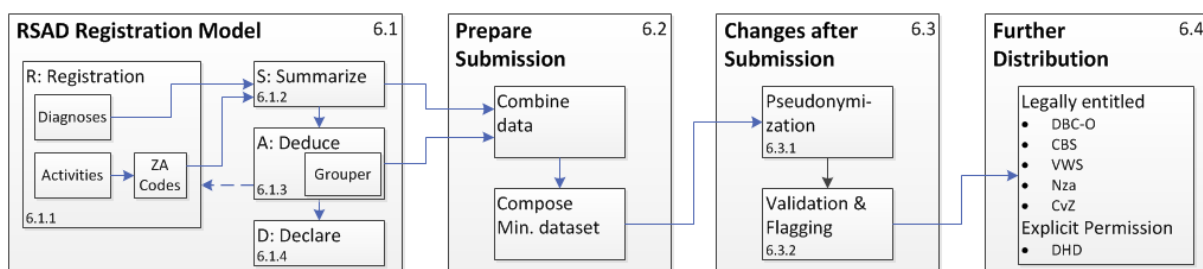 RSAD Registration Model 6.1
R: Registration
Diagnoses
Activities
ZA
Codes
6.1.1
S: Summarize
6.1.2
A: Deduce
Grouper
6.1.3
D: Declare
6.1.4
Prepare 6.2
Submission
Combine
data
Compose
Min. dataset
Changes after 6.3
Submission
Pseudonymi-
zation
6.3.1
Validation &
Flagging
6.3.2
Further 6.4
Distribution
Legally entitled
• DBC-O
• CBS
• VWS
• Nza
• CvZ
Explicit Permission
• DHD